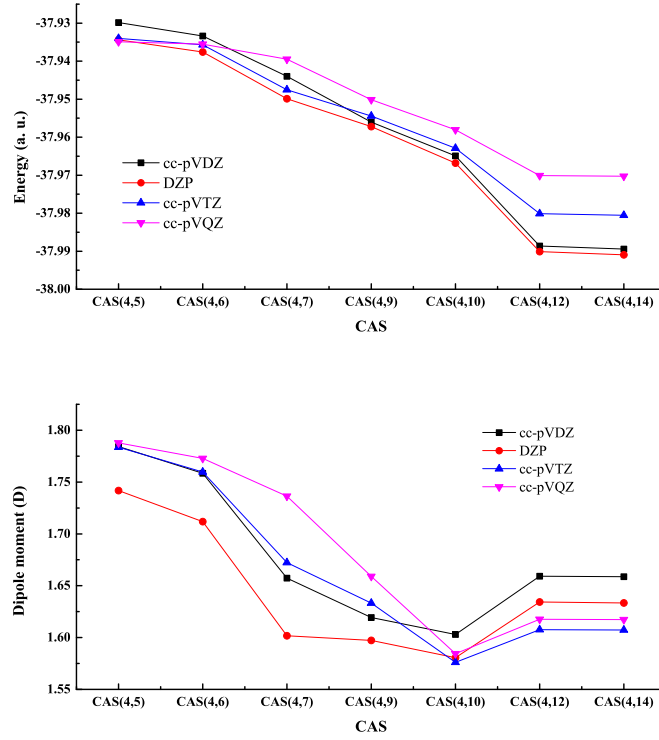 -37.93
-37.94
-37.95
-37.96
-37.97
-37.98
-37.99
-38.00
Energy (a. u.)
cc-pVDZ
DZP
cc-pVTZ
cc-pVQZ
CAS(4,5) CAS(4,6) CAS(4,7) CAS(4,9) CAS(4,10) CAS(4,12) CAS(4,14)
CAS
1.80
1.75
1.70
1.65
1.60
1.55
Dipole moment (D)
cc-pVDZ
DZP
cc-pVTZ
cc-pVQZ
CAS(4,5) CAS(4,6) CAS(4,7) CAS(4,9) CAS(4,10) CAS(4,12) CAS(4,14)
CAS